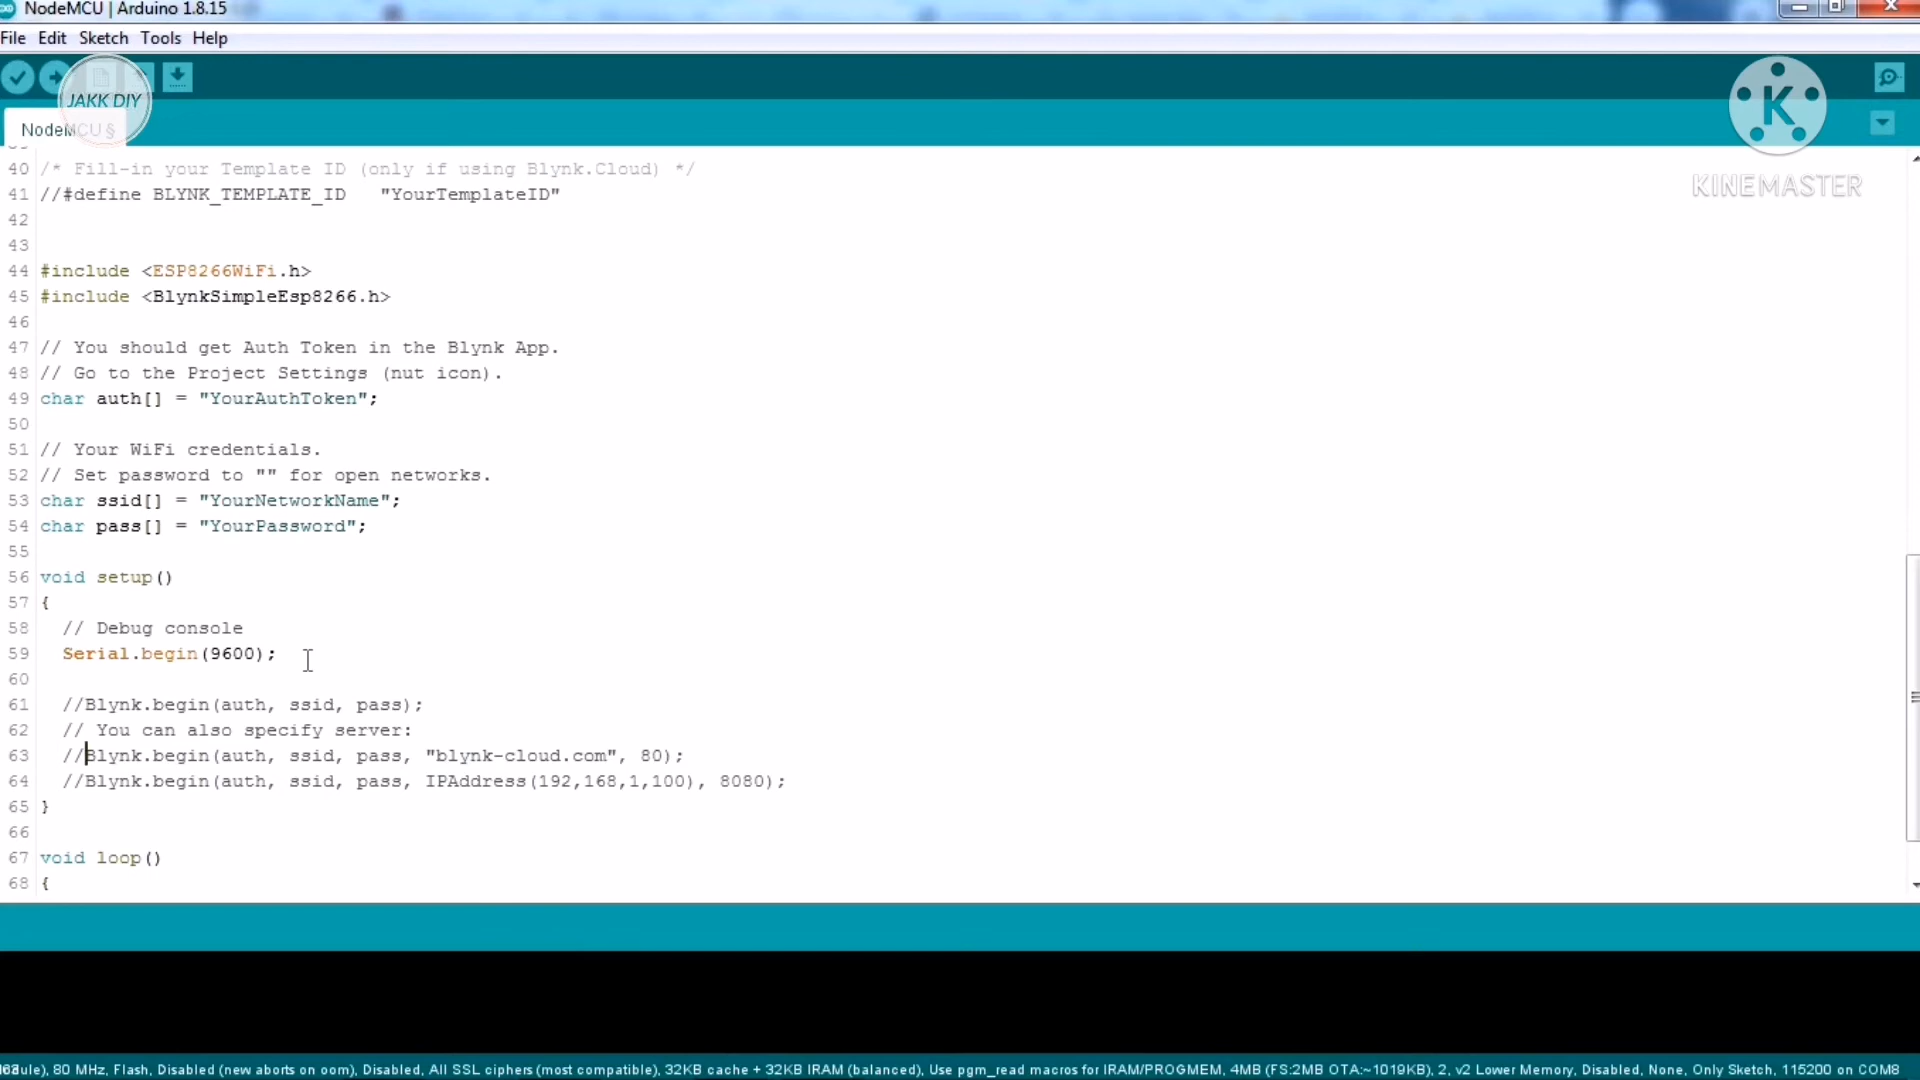 NodeMCU | Arduino 1.8.15
File Edit Sketch Tools Help
JAKK DIY
K
NodeMCU §
KINEMASTER
40 /* Fill-in your Template ID (only if using Blynk.Cloud) */
41 //#define BLYNK_TEMPLATE_ID "YourTemplateID"
42
43
44 #include <ESP8266WiFi.h>
45 #include <BlynkSimpleEsp8266.h>
46
47 // You should get Auth Token in the Blynk App.
48 // Go to the Project Settings (nut icon).
49 char auth[] = "YourAuthToken";
50
51 // Your WiFi credentials.
52 // Set password to "" for open networks.
53 char ssid[] = "YourNetworkName";
54 char pass[] = "YourPassword";
55
56 void setup()
57 {
58 // Debug console
59 Serial.begin(9600);
60
61 //Blynk.begin(auth, ssid, pass);
62 // You can also specify server:
63 //Blynk.begin(auth, ssid, pass, "blynk-cloud.com", 80);
64 //Blynk.begin(auth, ssid, pass, IPAddress(192,168,1,100), 8080);
65 }
66
67 void loop()
68 {
80 MHz, Flash, Disabled (new aborts on oom), Disabled, All SSL ciphers (most compatible), 32KB cache + 32KB IRAM (balanced), Use pgm_read macros for IRAM/PROGMEM, 4MB (FS:2MB OTA:~1019KB), 2, v2 Lower Memory, Disabled, None, Only Sketch, 115200 on COM8